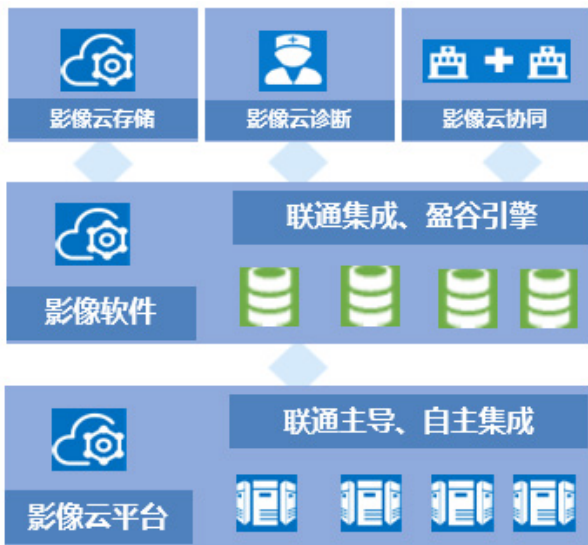 影像云存储
影像云诊断
影像云协同
联通集成、盈谷引擎
影像软件
联通主导、自主集成
影像云平台